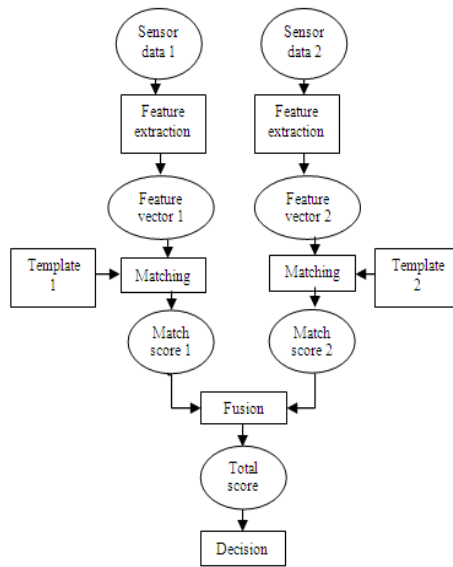 Sensor
data 1
Sensor
data 2
Feature
extraction
Feature
extraction
Feature
vector 1
Feature
vector 2
Template
1
Matching
Matching
Template
2
Match
score 1
Match
score 2
Fusion
Total
score
Decision